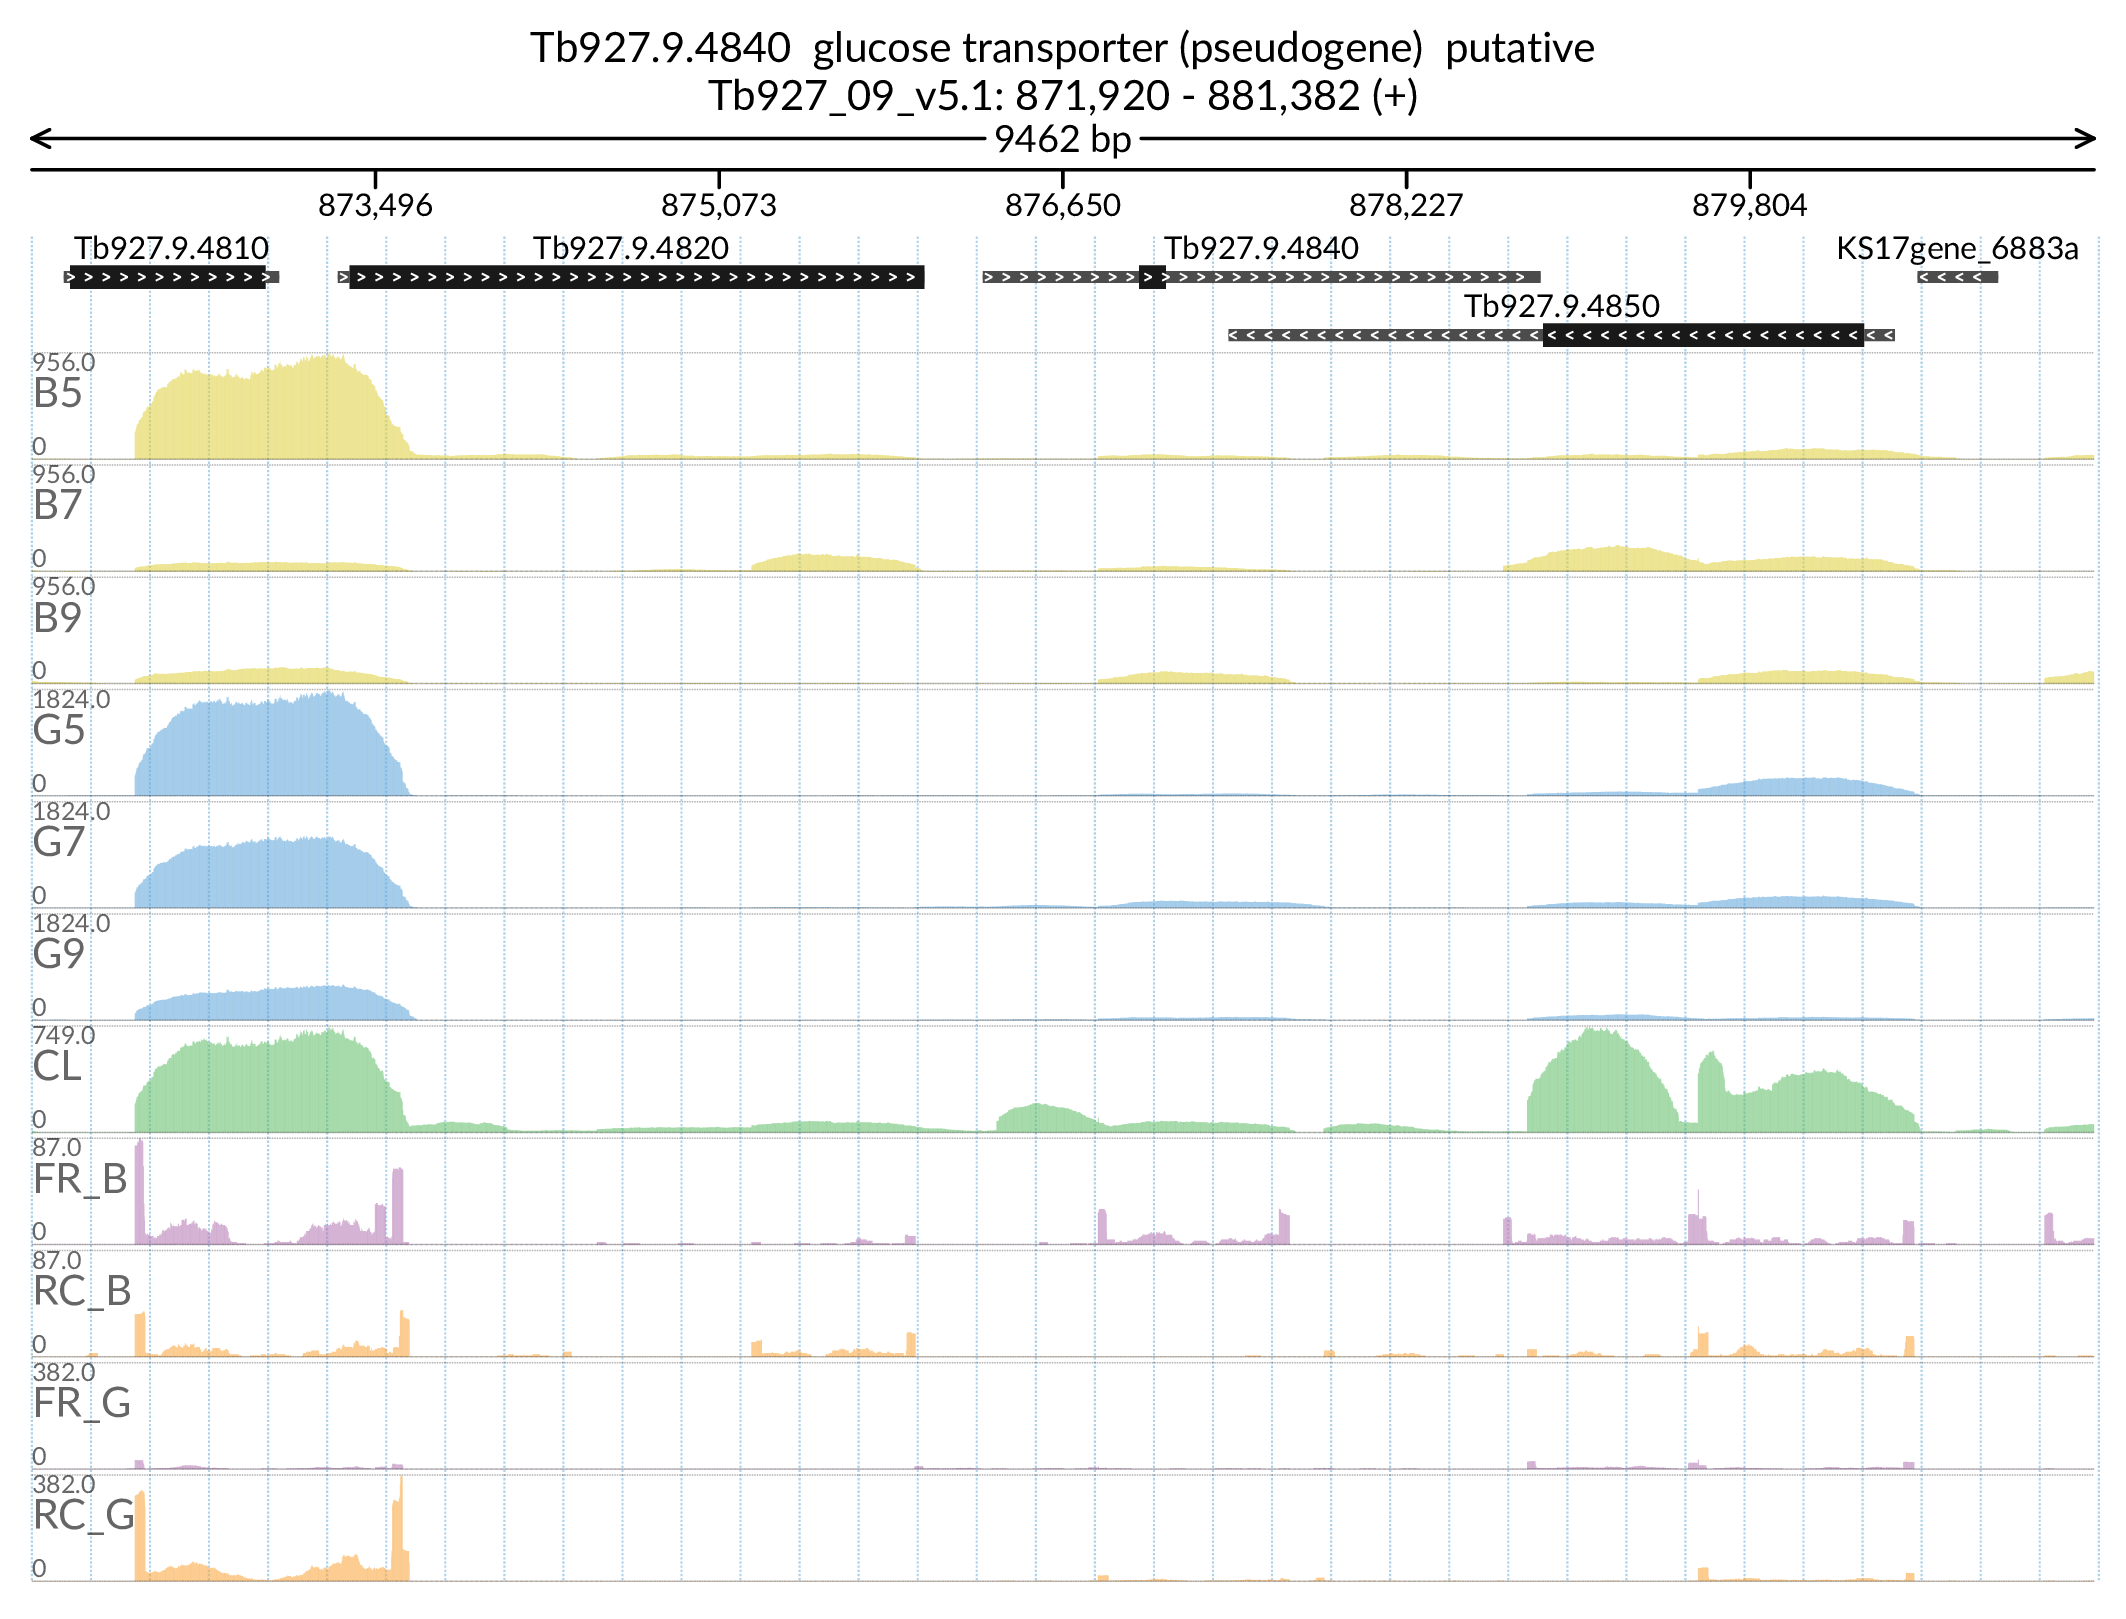 Tb927.9.4840  glucose transporter (pseudogene)  putative
Tb927_09_v5.1: 871,920 - 881,382 (+)
9462 bp
873,496 875,073 876,650 878,227 879,804
Tb927.9.4810 Tb927.9.4820 Tb927.9.4840 KS17gene_6883a
Tb927.9.4850
956.0
B5
0
956.0
B7
0
956.0
B9
0
1824.0
G5
0
1824.0
G7
0
1824.0
G9
0
749.0
CL
0
87.0
FR_B
0
87.0
RC_B
0
382.0
FR_G
0
382.0
RC_G
0